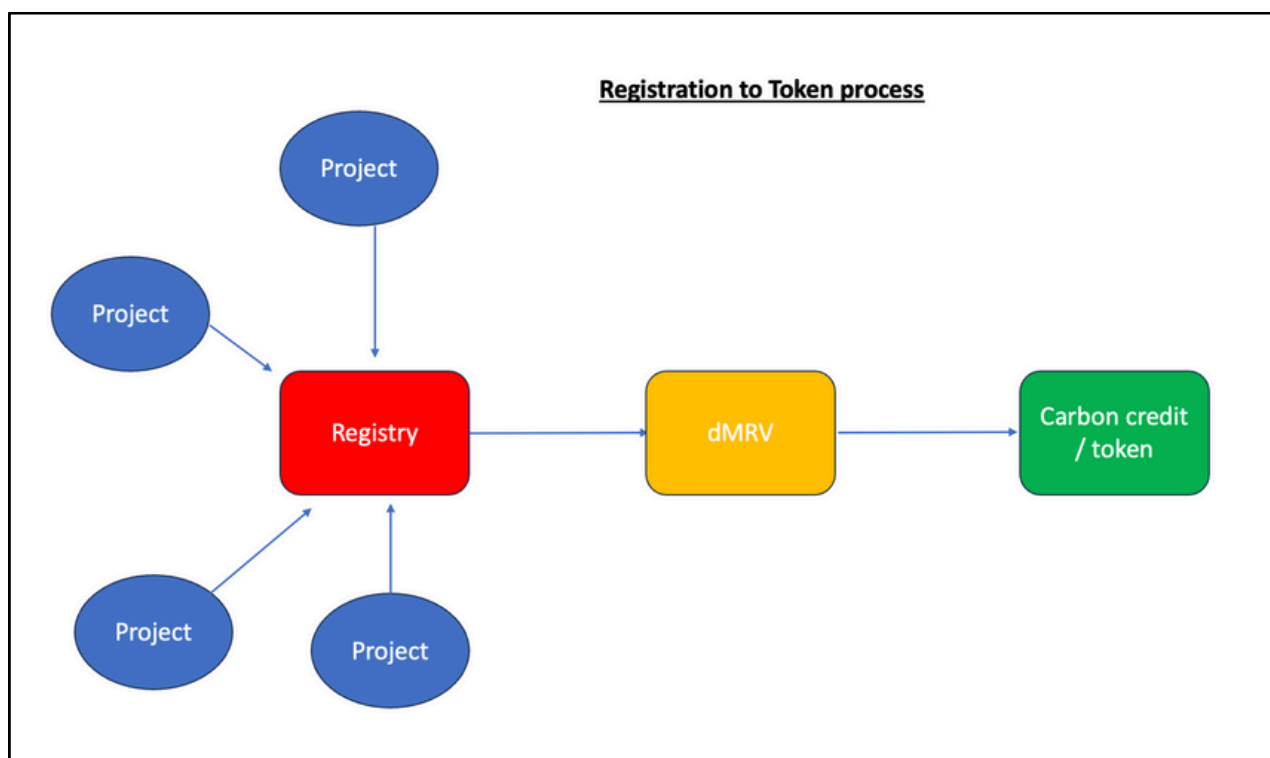 Registration to Token process
Project
Project
Registry
dMRV
Carbon credit
/ token
Project
Project